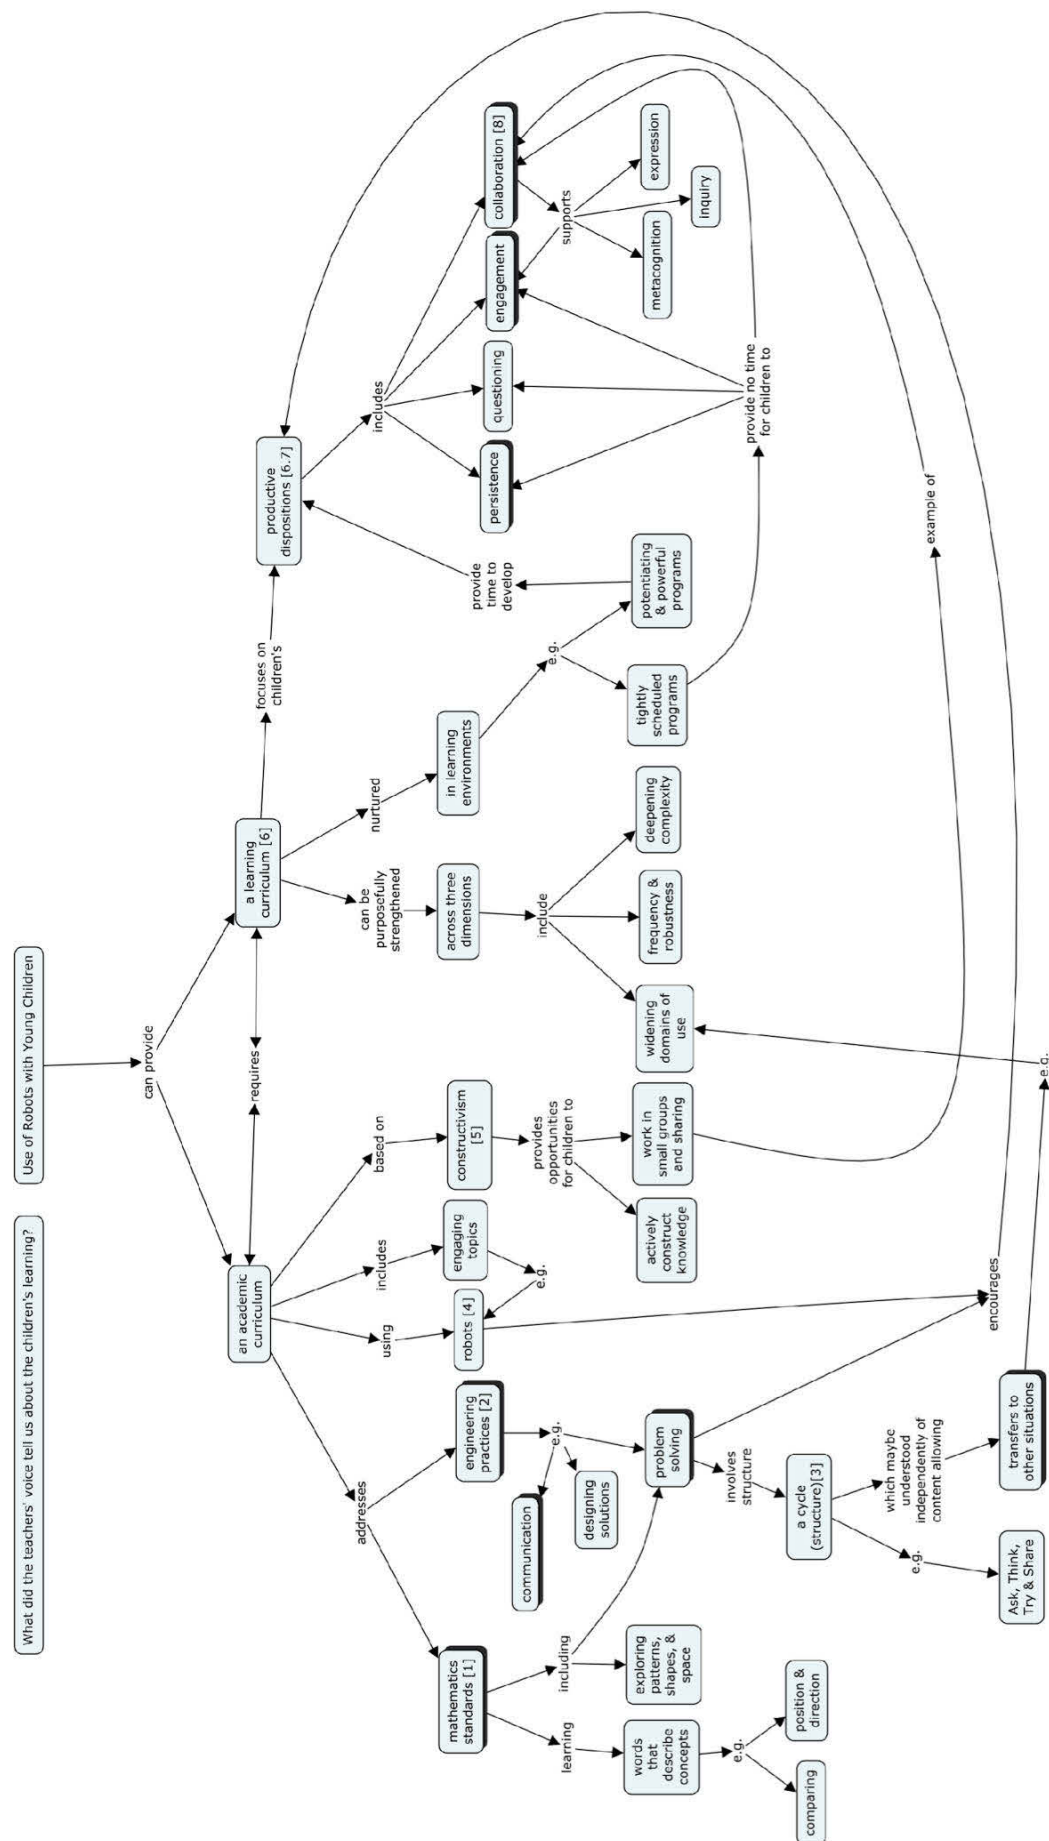 What did the teachers' voice tell us about the children's learning?
Use of Robots with Young Children
can provide
an academic
curriculum
requires
a learning
curriculum [6]
focuses on
children's
productive
dispositions [6.7]
addresses
using
includes
based on
can be
purposefully
strengthened
nurtured
includes
mathematics
standards [1]
engineering
practices [2]
robots [4]
engaging
topics
constructivism
[5]
across three
dimensions
in learning
environments
provide
time to
develop
persistence
questioning
engagement
collaboration [8]
learning
including
e.g.
communication
designing
solutions
e.g.
provides
opportunities
for children to
include
e.g.
supports
words
that
describe
concepts
exploring
patterns,
shapes, &
space
problem
solving
actively
construct
knowledge
work in
small groups
and sharing
widening
domains of
use
frequency &
robustness
deepening
complexity
tightly
scheduled
programs
potentiating
& powerful
programs
metacognition
inquiry
expression
e.g.
comparing
position &
direction
involves
structure
provide no time
for children to
a cycle
(structure)[3]
e.g.
which maybe
understood
independently of
content allowing
encourages
example of
Ask, Think,
Try & Share
transfers to
other situations
e.g.